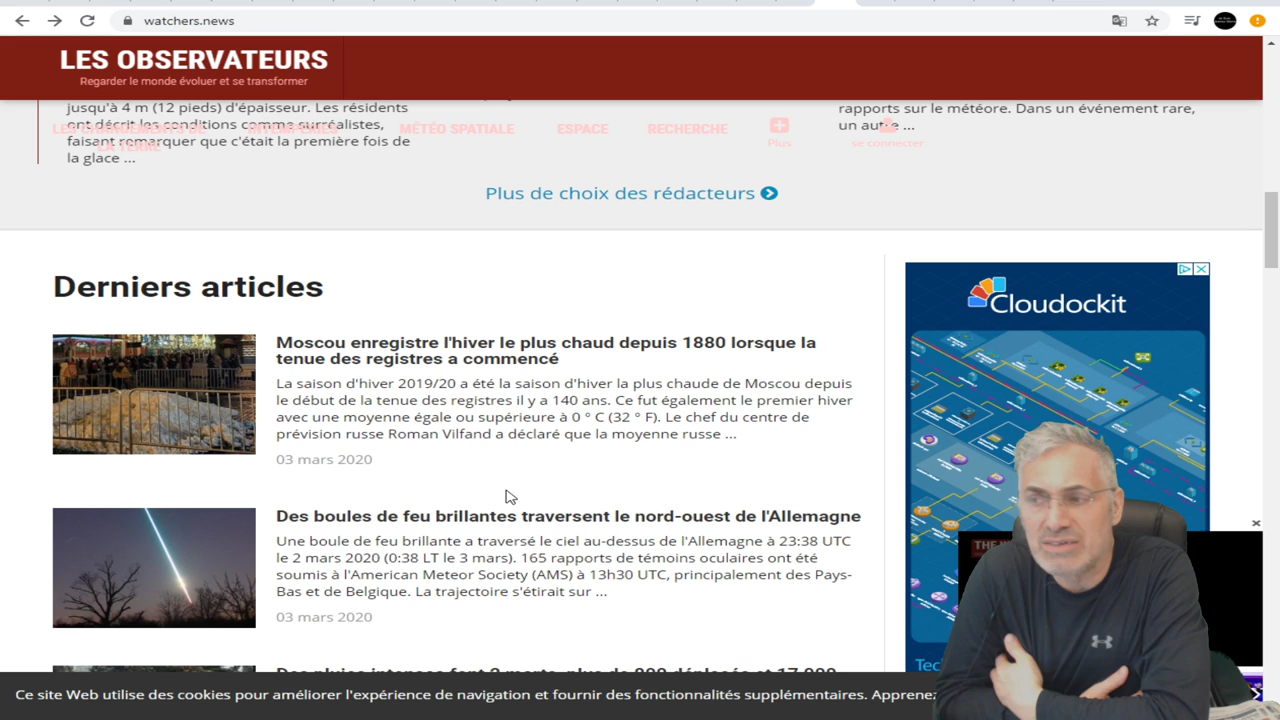 watchers.news
LES OBSERVATEURS
Regarder le monde évoluer et se transformer
jusqu'à 4 m (12 pieds) d'épaisseur. Les résidents
ont décrit les conditions comme surréalistes,
faisant remarquer que c'était la première fois de
la glace ...
rapports sur le météore. Dans un événement rare,
un autre ...
LA TERRE
MÉTÉO SPATIALE
ESPACE
RECHERCHE
Plus
se connecter
Plus de choix des rédacteurs
Derniers articles
Moscou enregistre l'hiver le plus chaud depuis 1880 lorsque la
tenue des registres a commencé
La saison d'hiver 2019/20 a été la saison d'hiver la plus chaude de Moscou depuis
le début de la tenue des registres il y a 140 ans. Ce fut également le premier hiver
avec une moyenne égale ou supérieure à 0 ° C (32 ° F). Le chef du centre de
prévision russe Roman Vilfand a déclaré que la moyenne russe ...
03 mars 2020
Des boules de feu brillantes traversent le nord-ouest de l'Allemagne
Une boule de feu brillante a traversé le ciel au-dessus de l'Allemagne à 23:38 UTC
le 2 mars 2020 (0:38 LT le 3 mars). 165 rapports de témoins oculaires ont été
soumis à l'American Meteor Society (AMS) à 13h30 UTC, principalement des Pays-
Bas et de Belgique. La trajectoire s'étirait sur ...
03 mars 2020
Cloudockit
THE
Tec
Ce site Web utilise des cookies pour améliorer l'expérience de navigation et fournir des fonctionnalités supplémentaires. Apprenez